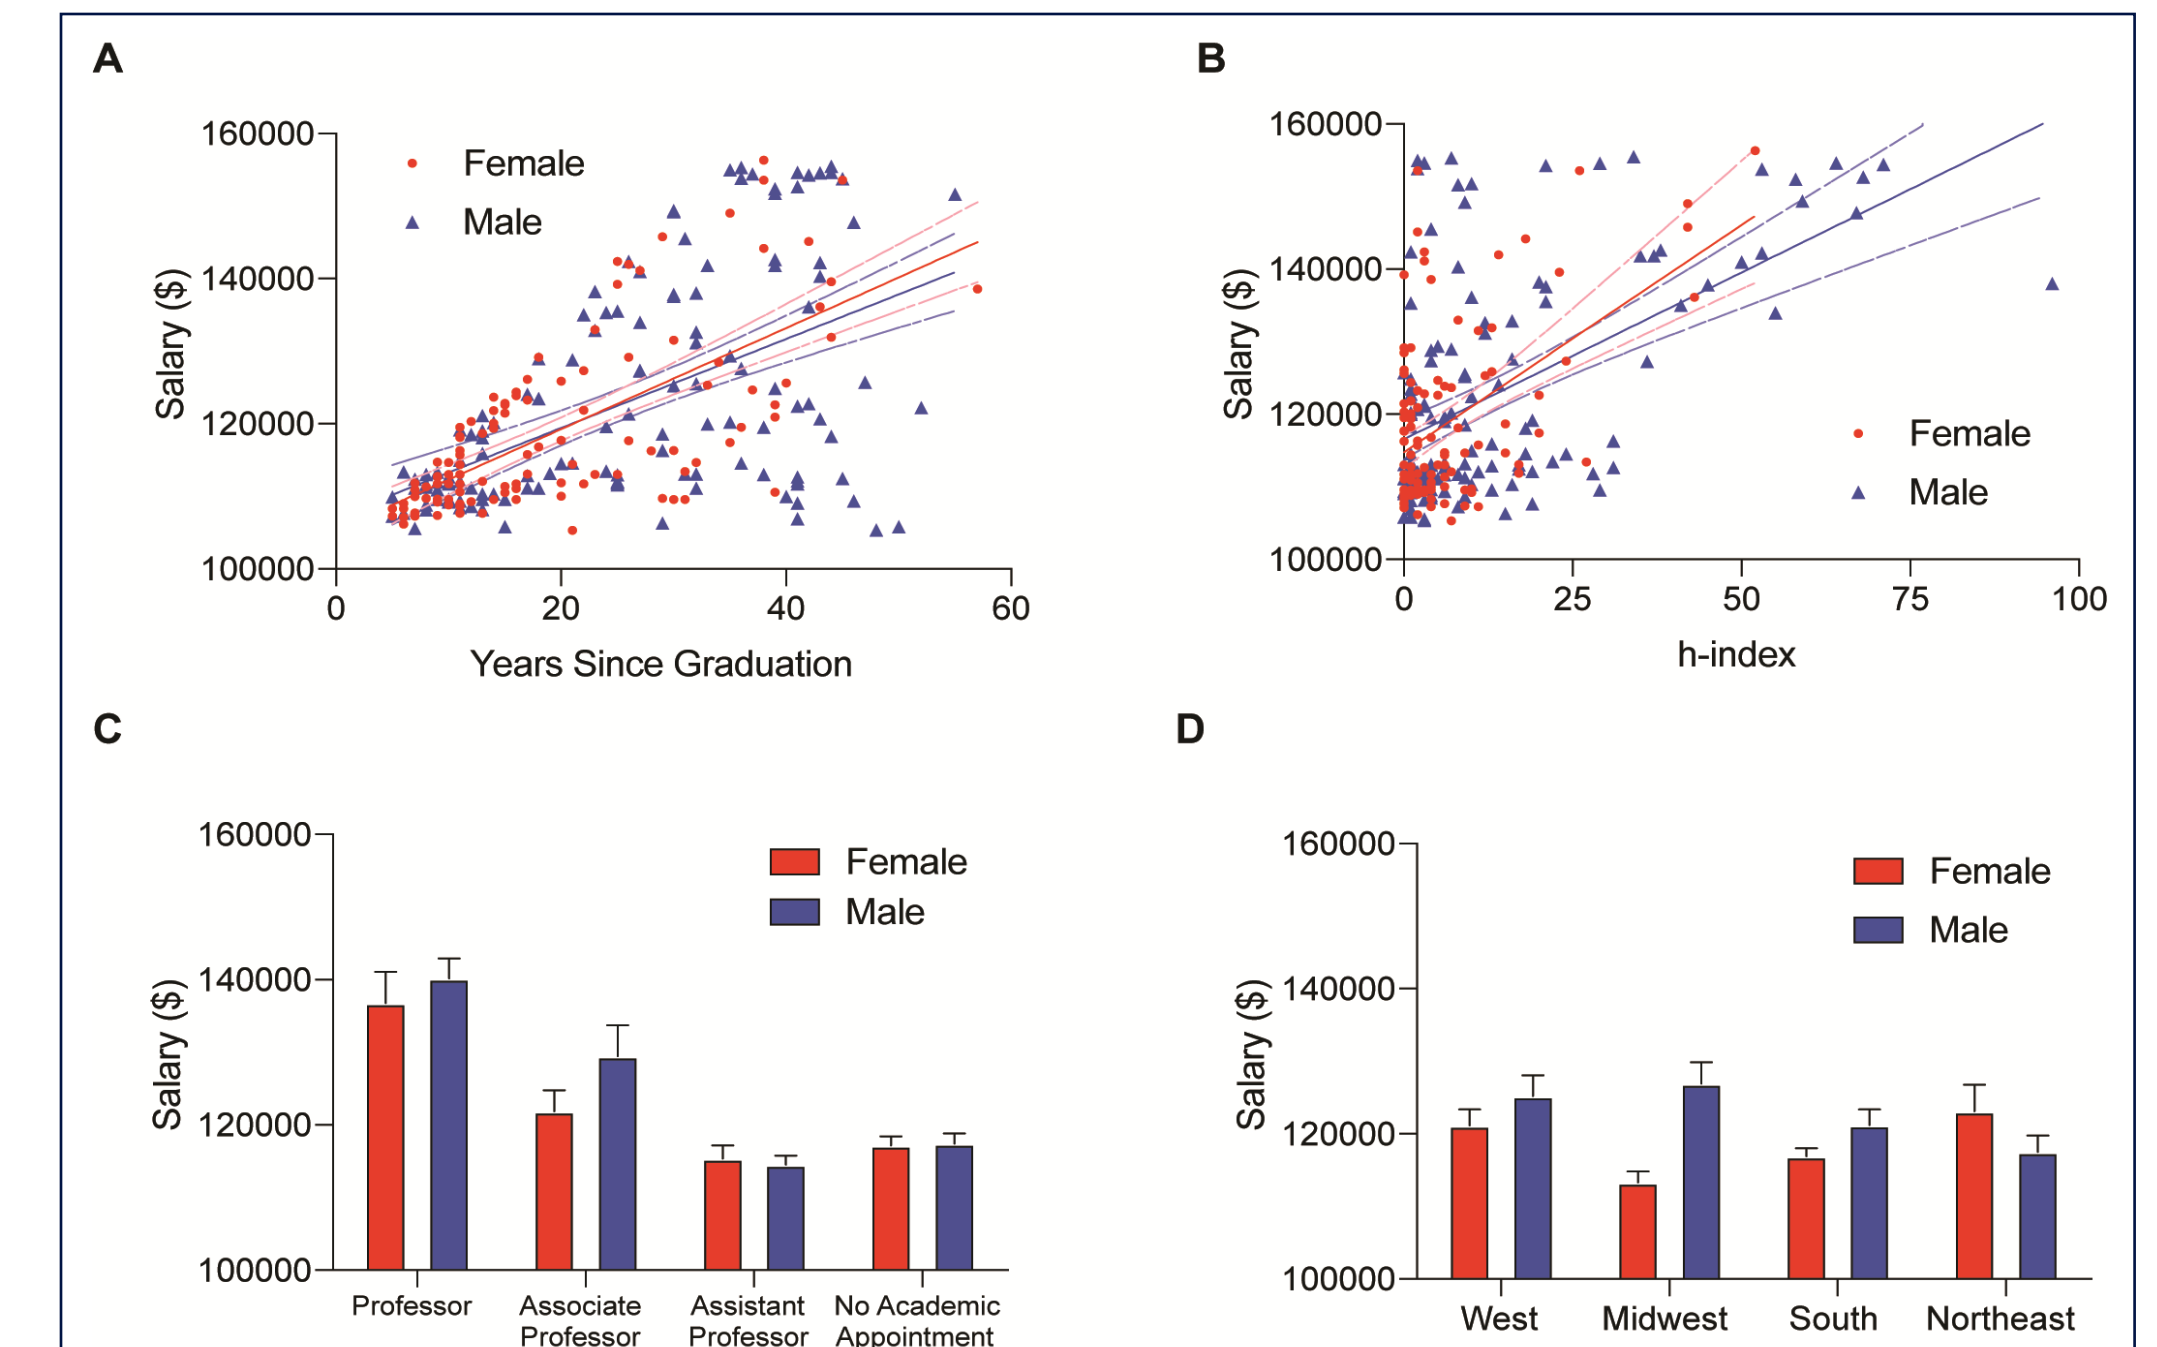 A
160000
140000
120000
100000
Salary ($)
Female
Male
0 20 40 60
Years Since Graduation
B
160000
140000
120000
100000
Salary ($)
Female
Male
0 25 50 75 100
h-index
C
160000
140000
120000
100000
Salary ($)
Female
Male
Professor
Associate
Professor
Assistant
Professor
No Academic
Appointment
D
160000
140000
120000
100000
Salary ($)
Female
Male
West Midwest South Northeast